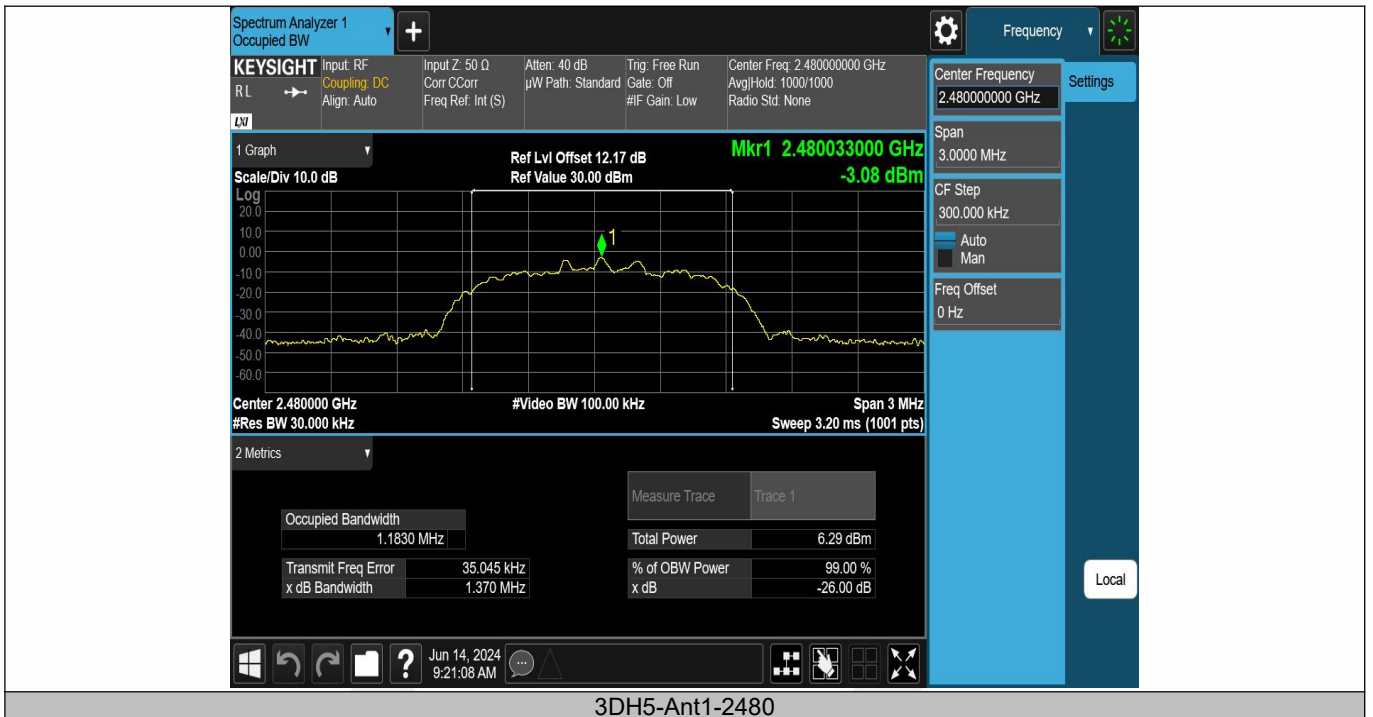 Spectrum Analyzer 1
Occupied BW
+
Frequency
KEYSIGHT
RL
LXI
Input: RF
Coupling: DC
Align: Auto
Input Z: 50 Ω
Corr CCorr
Freq Ref: Int (S)
Atten: 40 dB
µW Path: Standard
Trig: Free Run
Gate: Off
#IF Gain: Low
Center Freq: 2.480000000 GHz
Avg|Hold: 1000/1000
Radio Std: None
Center Frequency
2.480000000 GHz
Settings
Span
3.0000 MHz
CF Step
300.000 kHz
Auto
Man
Freq Offset
0 Hz
Local
1 Graph
Scale/Div 10.0 dB
Ref Lvl Offset 12.17 dB
Ref Value 30.00 dBm
Mkr1 2.480033000 GHz
-3.08 dBm
Log
20.0
10.0
0.00
-10.0
-20.0
-30.0
-40.0
-50.0
-60.0
1
Center 2.480000 GHz
#Res BW 30.000 kHz
#Video BW 100.00 kHz
Span 3 MHz
Sweep 3.20 ms (1001 pts)
2 Metrics
Measure Trace Trace 1
Occupied Bandwidth
1.1830 MHz
Total Power 6.29 dBm
Transmit Freq Error 35.045 kHz
% of OBW Power 99.00 %
x dB Bandwidth 1.370 MHz
x dB -26.00 dB
?
Jun 14, 2024
9:21:08 AM
3DH5-Ant1-2480